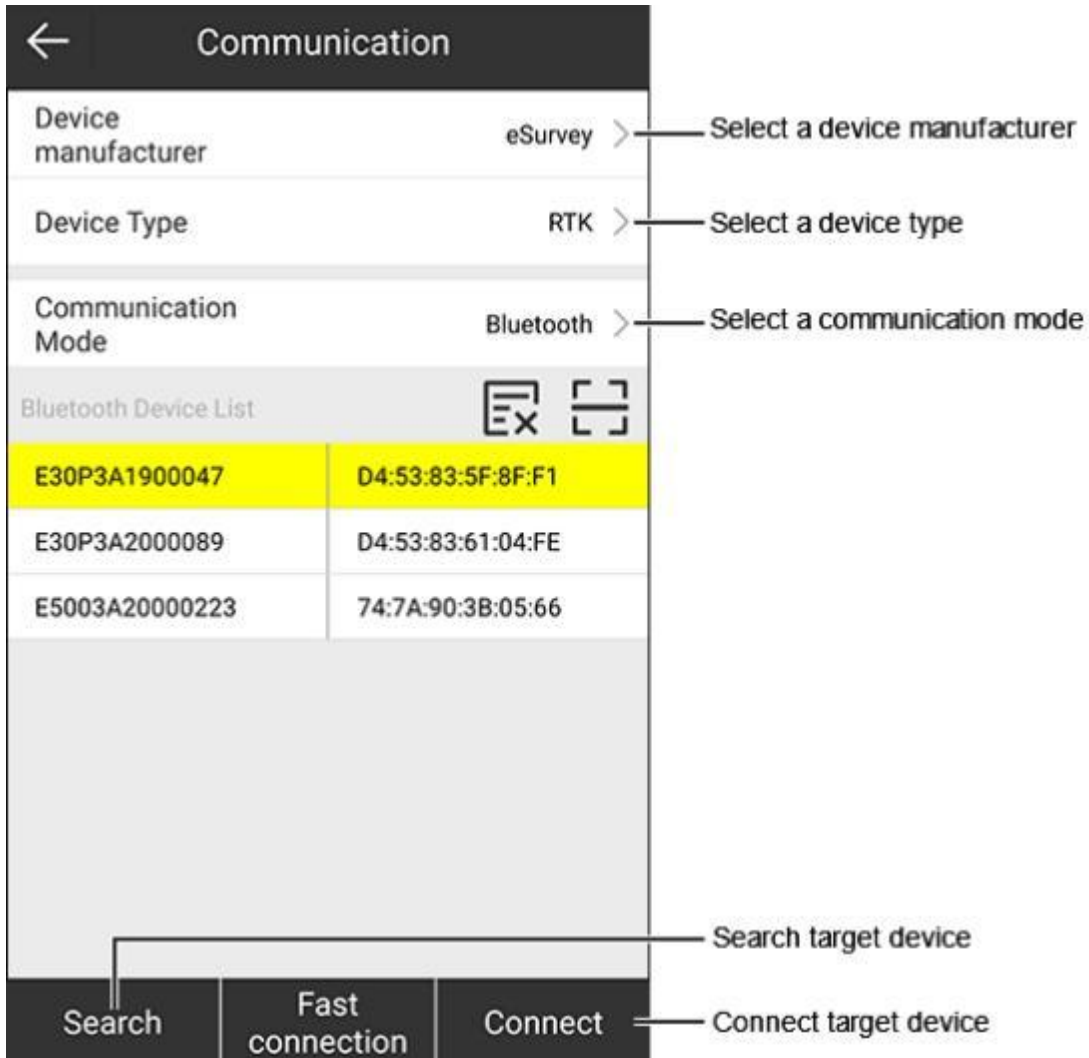 Communication
Device
manufacturer
eSurvey
Select a device manufacturer
Device Type
RTK
Select a device type
Communication
Mode
Bluetooth
Select a communication mode
Bluetooth Device List
E30P3A1900047 D4:53:83:5F:8F:F1
E30P3A2000089 D4:53:83:61:04:FE
E5003A20000223 74:7A:90:3B:05:66
Search target device
Search
Fast
connection
Connect
Connect target device